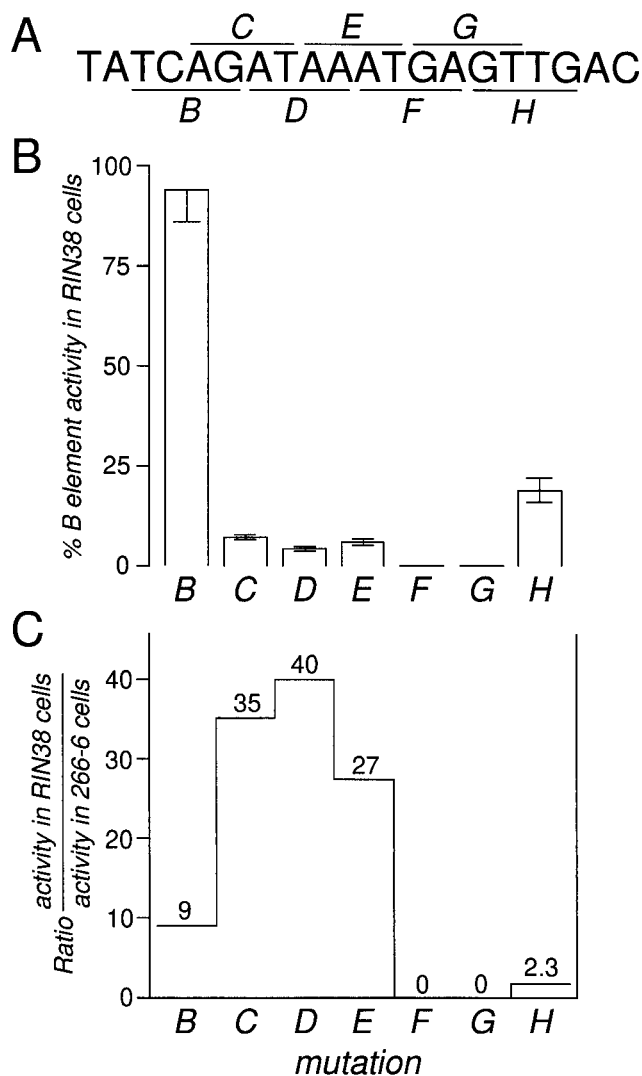 A
C E G
TATCAGATAAATGAGTTGAC
B D F H
B
% B element activity in RIN38 cells
100
75
50
25
0
B C D E F G H
C
Ratio activity in RIN38 cells
activity in 266-6 cells
40
30
20
10
0
9 35 40 27 0 0 2.3
B C D E F G H
mutation